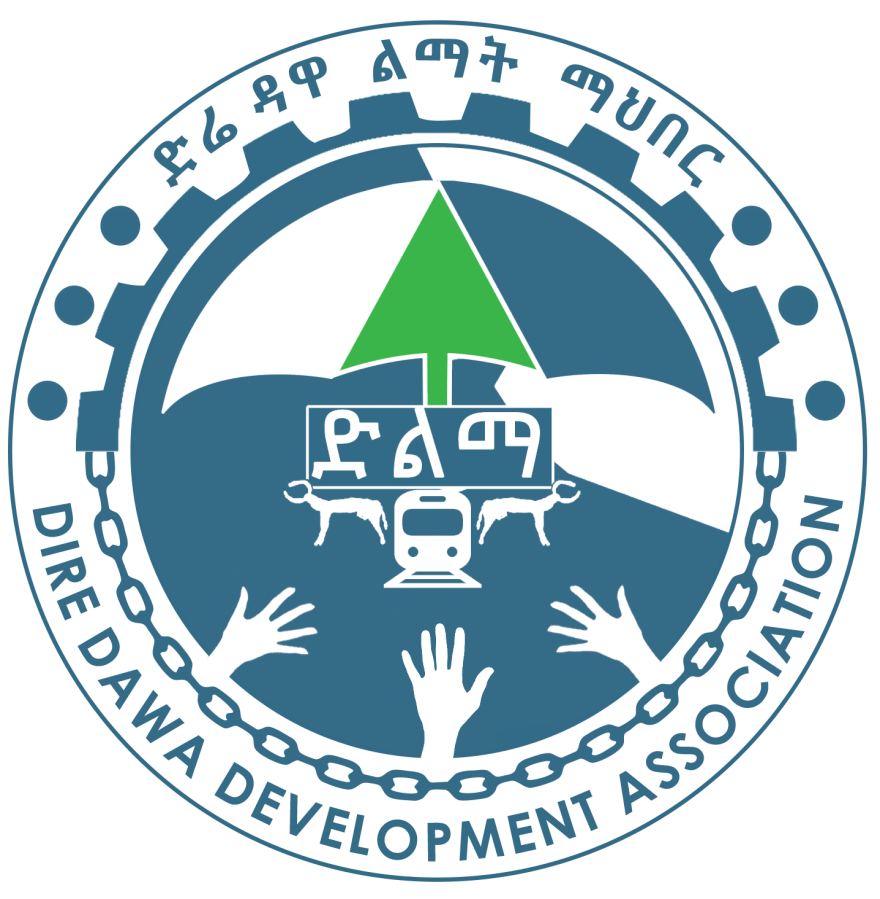 ድሬ ዳዋ ልማት ማህበር
ድልማ
DIRE DAWA DEVELOPMENT ASSOCIATION